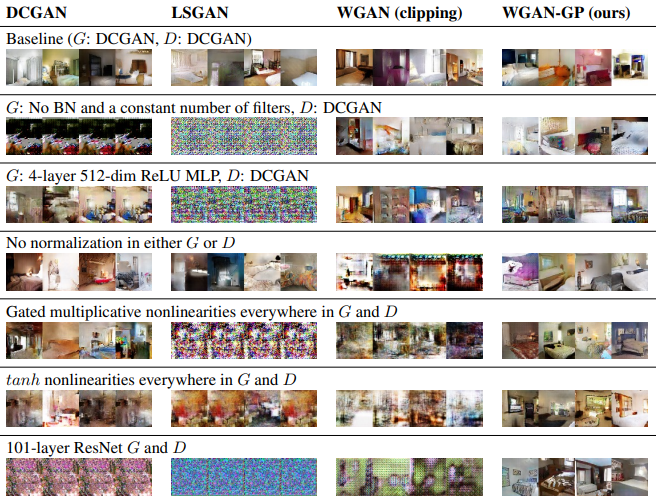 DCGAN LSGAN WGAN (clipping) WGAN-GP (ours)
Baseline (G: DCGAN, D: DCGAN)
G: No BN and a constant number of filters, D: DCGAN
G: 4-layer 512-dim ReLU MLP, D: DCGAN
No normalization in either G or D
Gated multiplicative nonlinearities everywhere in G and D
tanh nonlinearities everywhere in G and D
101-layer ResNet G and D